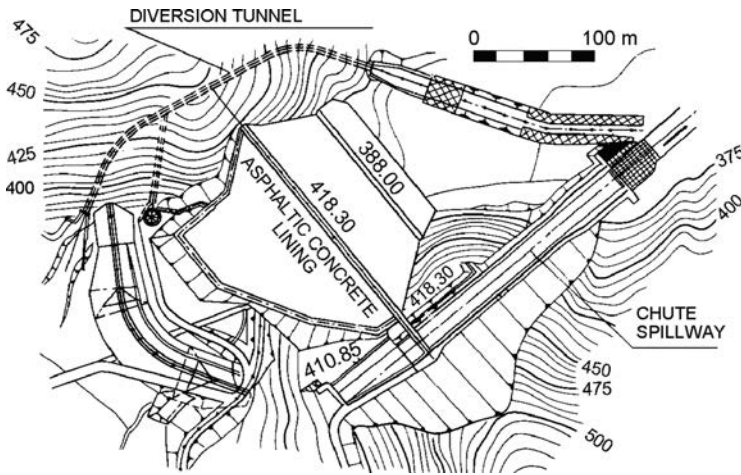 DIVERSION TUNNEL
0 100 m
475
450
425
400
388.00
418.30
ASPHALTIC CONCRETE
LINING
375
400
418.30
410.85
CHUTE
SPILLWAY
450
475
500